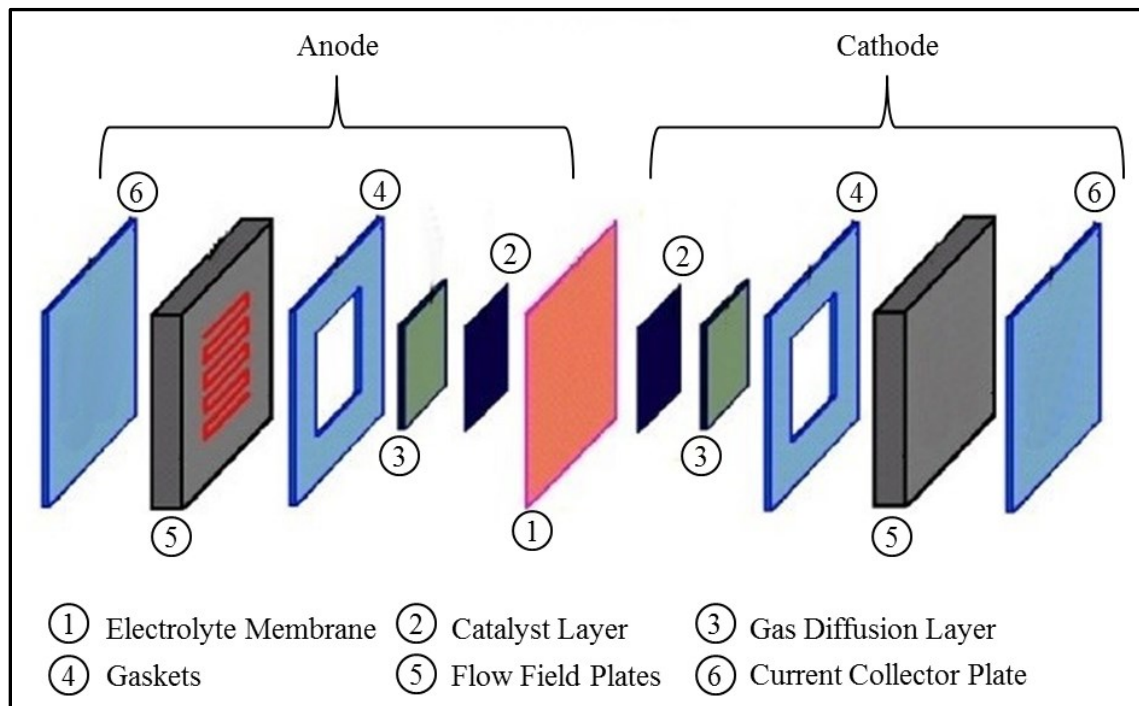 Anode Cathode
6 4 4 6
2 2
3 3
5 1 5
1 Electrolyte Membrane 2 Catalyst Layer 3 Gas Diffusion Layer
4 Gaskets 5 Flow Field Plates 6 Current Collector Plate